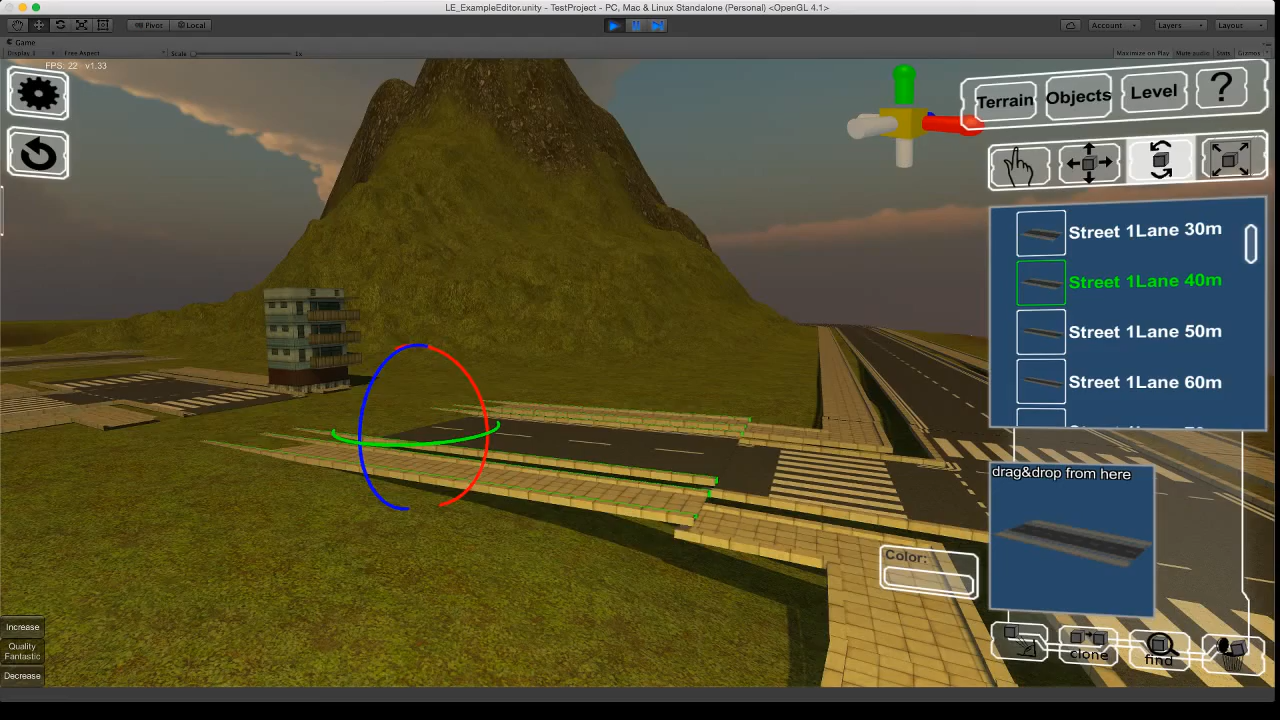 LE_ExampleEditor.unity - TestProject - PC, Mac & Linux Standalone (Personal) <OpenGL 4.1>
Pivot Local Account Layers Layout
Game
Display 1 Free Aspect Scale 1x Maximize on Play Mute audio Stats Gizmos
FPS: 22 v1.33
Terrain Objects Level ?
Street 1Lane 30m
Street 1Lane 40m
Street 1Lane 50m
Street 1Lane 60m
drag&drop from here
Color:
Increase
Quality
Fantastic
Decrease
clone
find